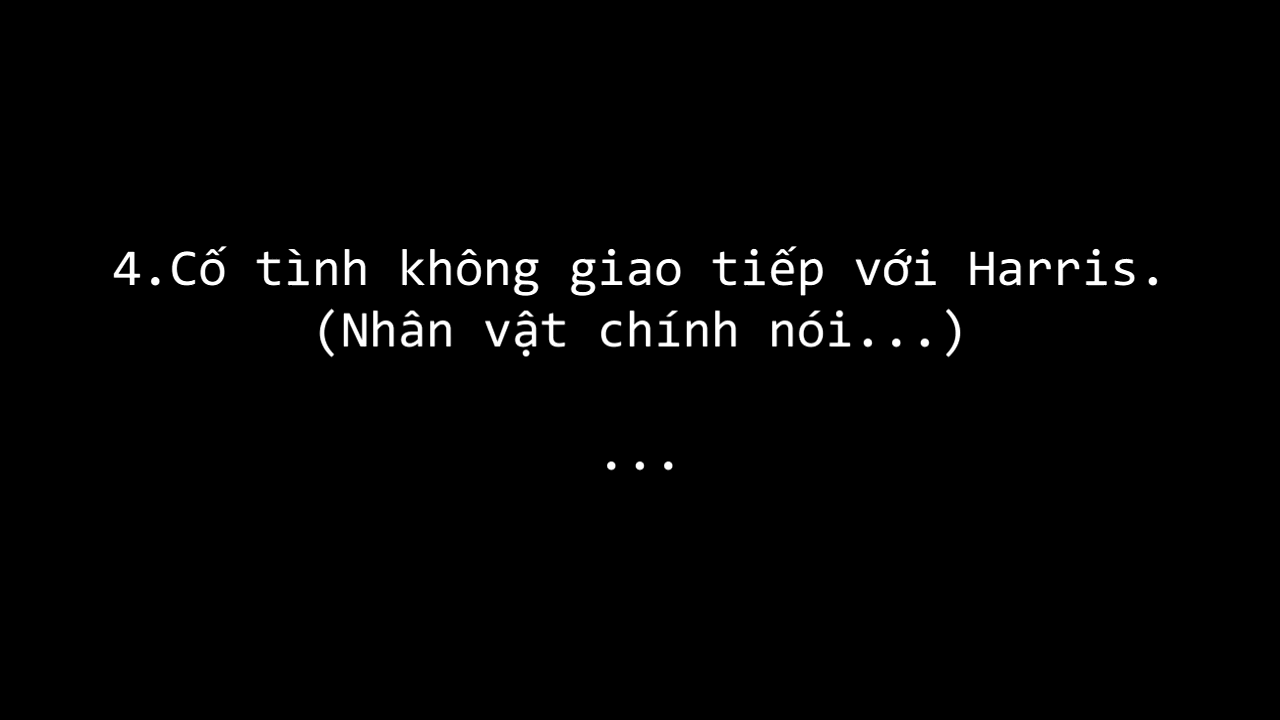 4.Cố tình không giao tiếp với Harris.
(Nhân vật chính nói...)
...